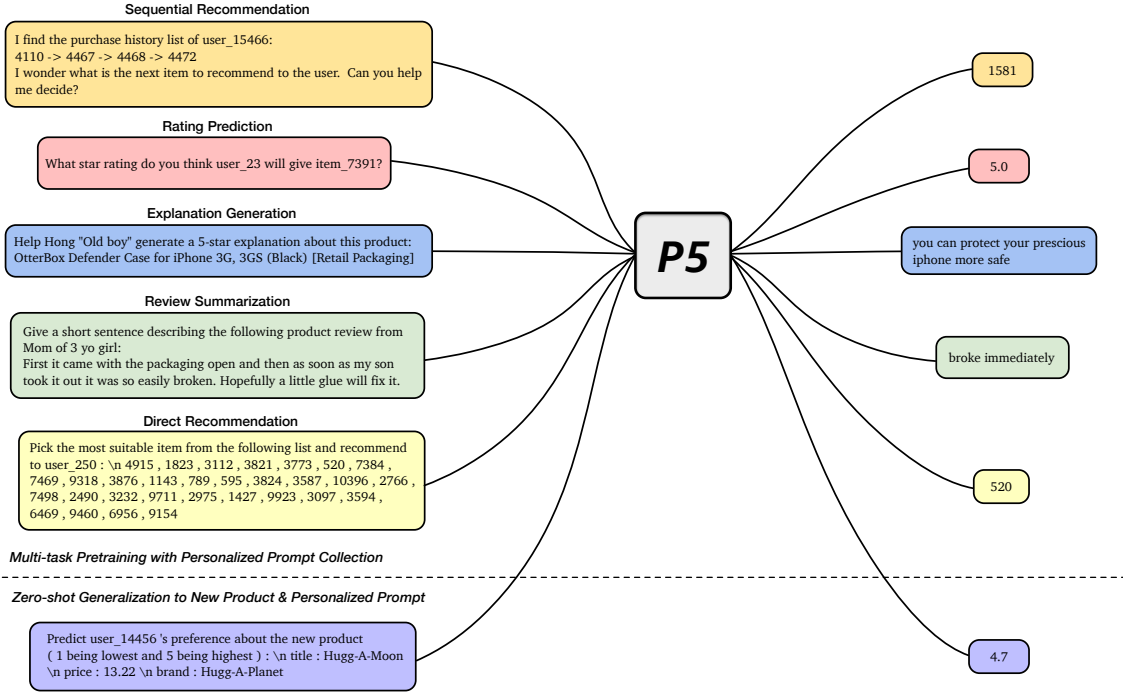 Sequential Recommendation
I find the purchase history list of user_15466:
4110 -> 4467 -> 4468 -> 4472
I wonder what is the next item to recommend to the user. Can you help
me decide?
1581
Rating Prediction
What star rating do you think user_23 will give item_7391?
5.0
Explanation Generation
Help Hong "Old boy" generate a 5-star explanation about this product:
OtterBox Defender Case for iPhone 3G, 3GS (Black) [Retail Packaging]
P5
you can protect your prescious
iphone more safe
Review Summarization
Give a short sentence describing the following product review from
Mom of 3 yo girl:
First it came with the packaging open and then as soon as my son
took it out it was so easily broken. Hopefully a little glue will fix it.
broke immediately
Direct Recommendation
Pick the most suitable item from the following list and recommend
to user_250 : \n 4915 , 1823 , 3112 , 3821 , 3773 , 520 , 7384 ,
7469 , 9318 , 3876 , 1143 , 789 , 595 , 3824 , 3587 , 10396 , 2766 ,
7498 , 2490 , 3232 , 9711 , 2975 , 1427 , 9923 , 3097 , 3594 ,
6469 , 9460 , 6956 , 9154
520
Multi-task Pretraining with Personalized Prompt Collection
Zero-shot Generalization to New Product & Personalized Prompt
Predict user_14456 's preference about the new product
( 1 being lowest and 5 being highest ) : \n title : Hugg-A-Moon
\n price : 13.22 \n brand : Hugg-A-Planet
4.7